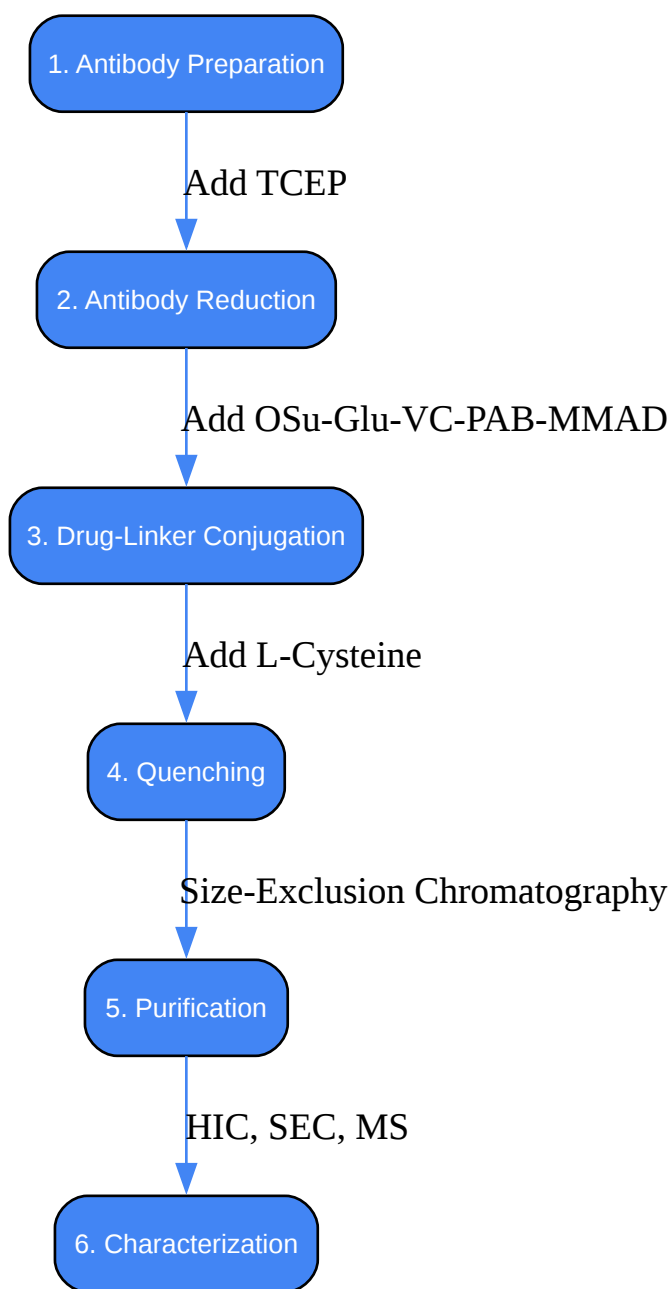 1. Antibody Preparation
Add TCEP
2. Antibody Reduction
Add OSu-Glu-VC-PAB-MMAD
3. Drug-Linker Conjugation
Add L-Cysteine
4. Quenching
Size-Exclusion Chromatography
5. Purification
HIC, SEC, MS
6. Characterization